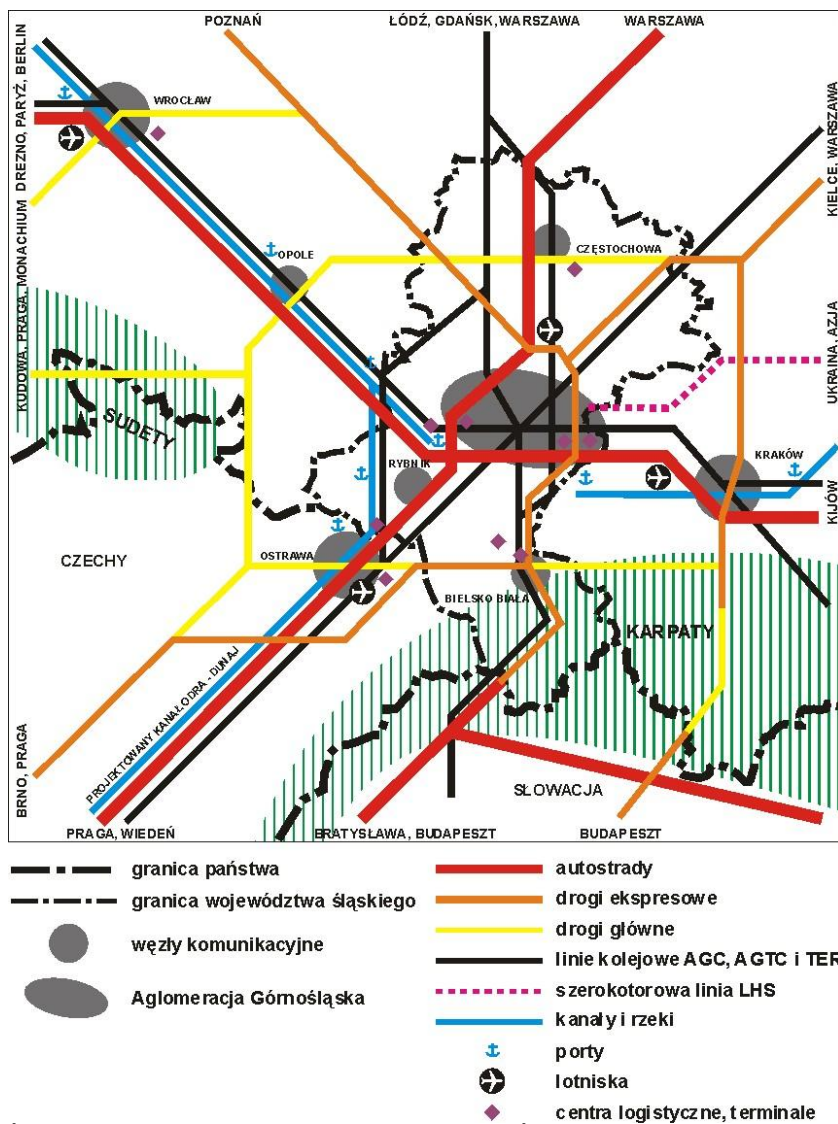 POZNAŃ
ŁÓDŹ, GDAŃSK, WARSZAWA
WARSZAWA
KUDOWA, PRAGA, MONACHIUM DREZNO, PARYŻ, BERLIN
WROCŁAW
KIELCE, WARSZAWA
OPOLE
CZĘSTOCHOWA
UKRAINA, AZJA
SUDETY
RYBNIK
KRAKÓW
KIJÓW
CZECHY
OSTRAWA
BIELSKO BIAŁA
KARPATY
PROJEKTOWANY KANAŁ ODRA - DUNAJ
BRNO, PRAGA
SŁOWACJA
PRAGA, WIEDEŃ
BRATYSŁAWA, BUDAPESZT
BUDAPESZT
granica państwa
granica województwa śląskiego
węzły komunikacyjne
Aglomeracja Górnośląska
autostrady
drogi ekspresowe
drogi główne
linie kolejowe AGC, AGTC i TER
szerokotorowa linia LHS
kanały i rzeki
porty
lotniska
centra logistyczne, terminale